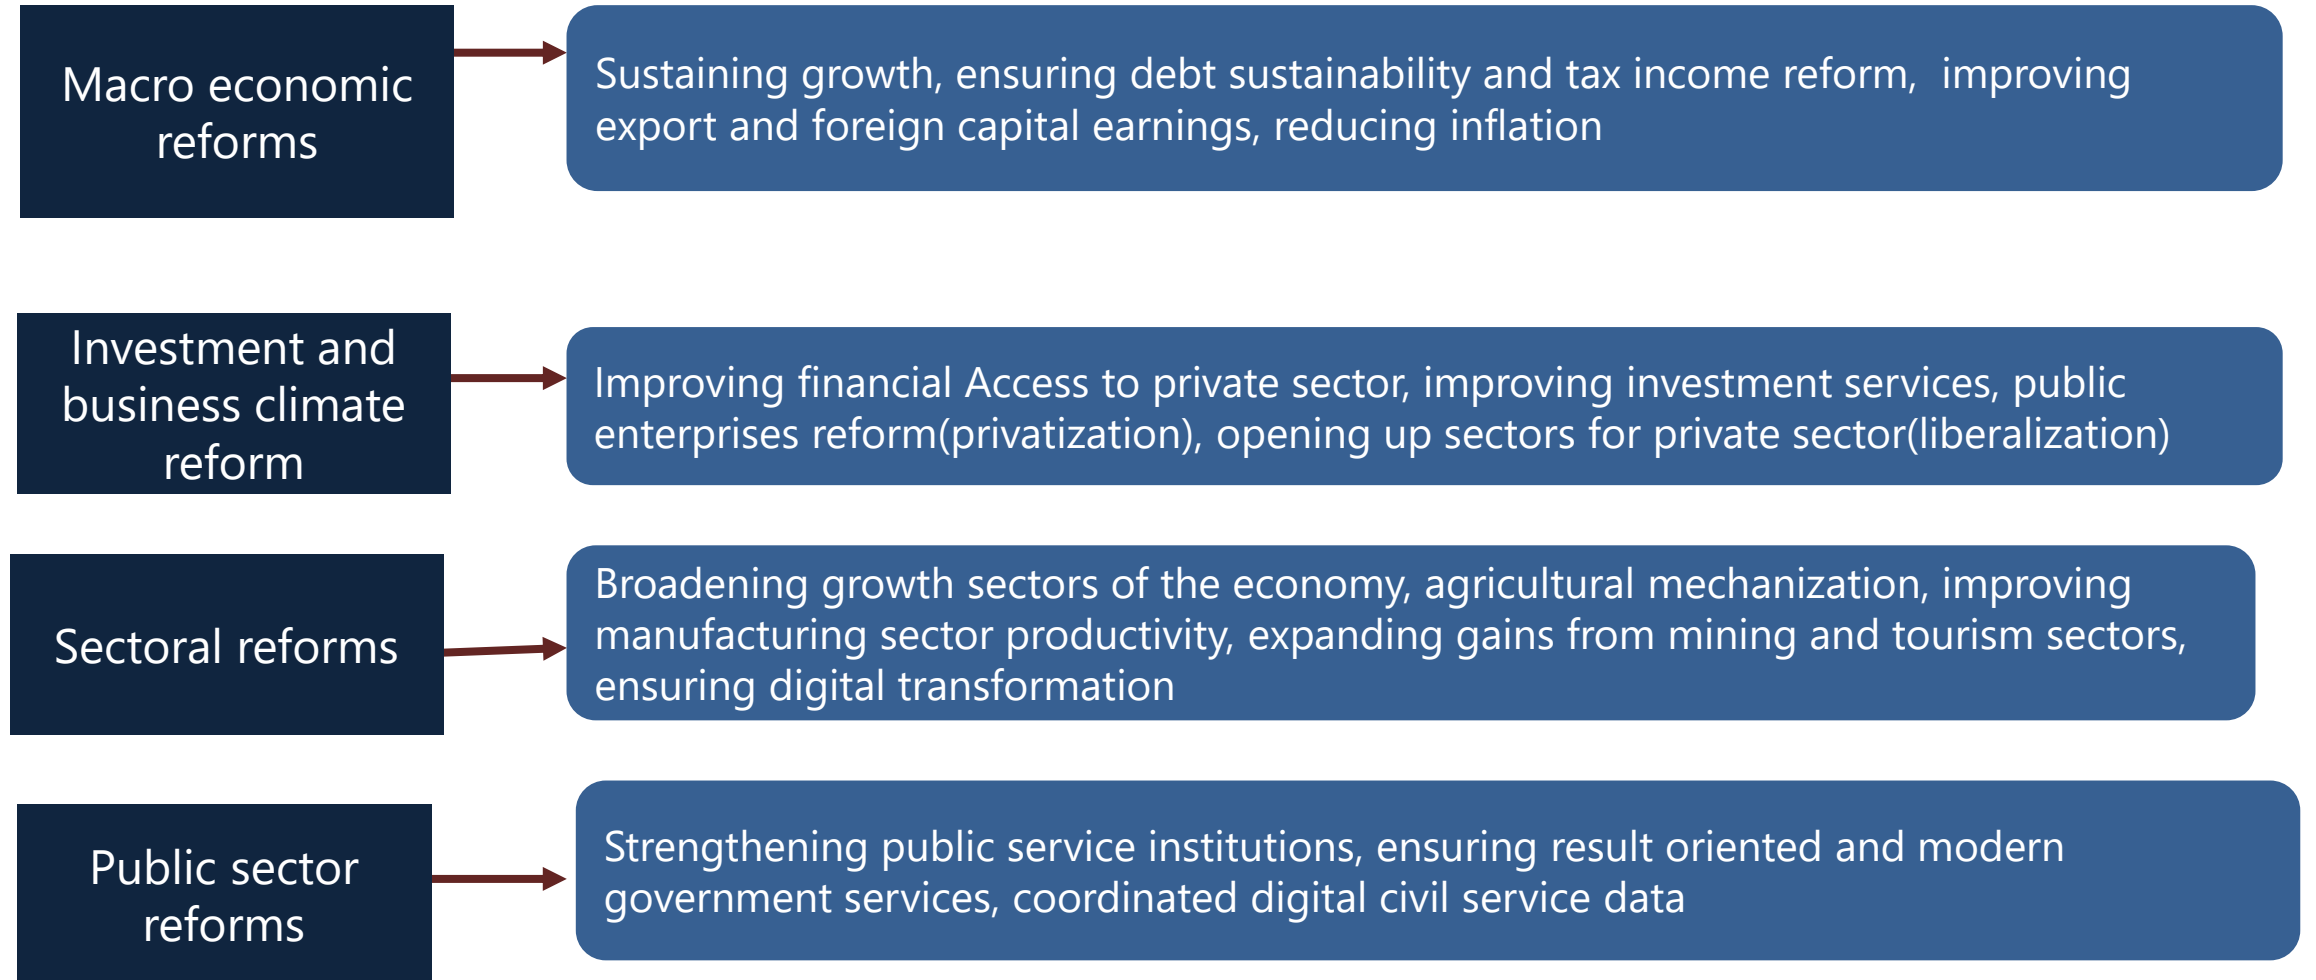 Macro economic
reforms
Sustaining growth, ensuring debt sustainability and tax income reform,  improving
export and foreign capital earnings, reducing inflation
Investment and
business climate
reform
Improving financial Access to private sector, improving investment services, public
enterprises reform(privatization), opening up sectors for private sector(liberalization)
Sectoral reforms
Broadening growth sectors of the economy, agricultural mechanization, improving
manufacturing sector productivity, expanding gains from mining and tourism sectors,
ensuring digital transformation
Public sector
reforms
Strengthening public service institutions, ensuring result oriented and modern
government services, coordinated digital civil service data